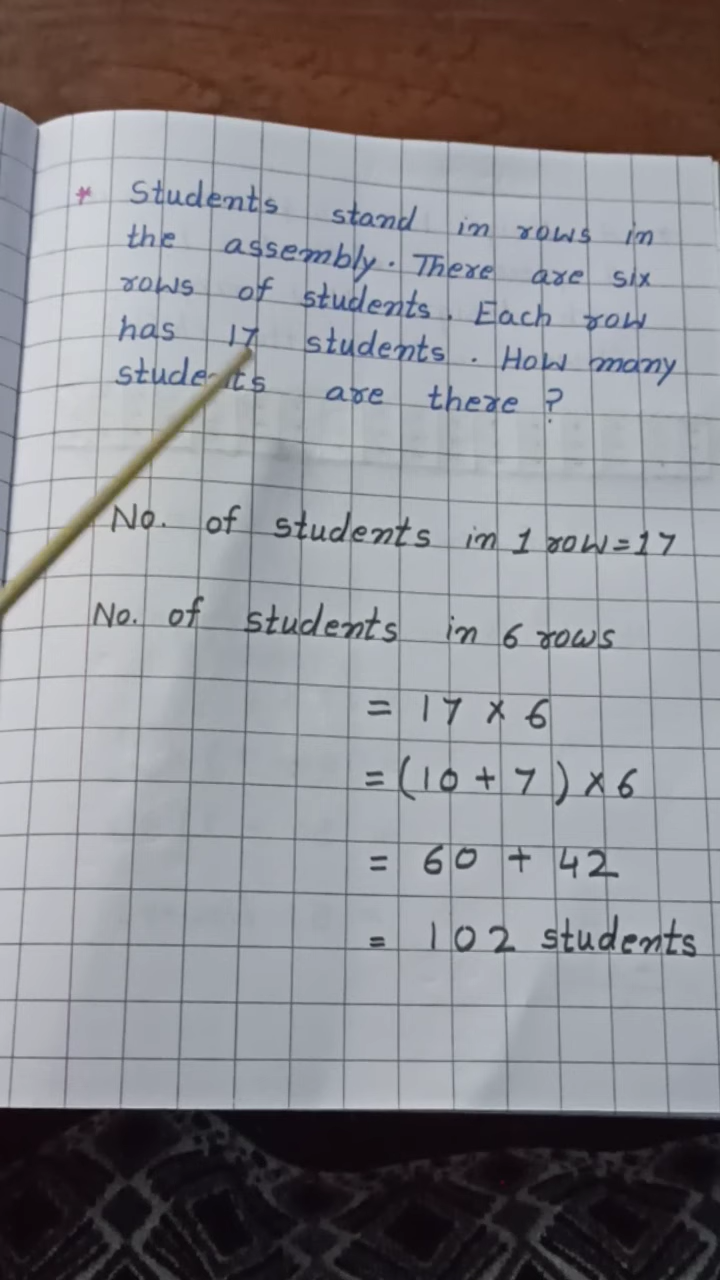 * Students stand in rows in
the assembly. There are six
rows of students. Each row
has 17 students. How many
students are there?
No. of students in 1 row=17
No. of students in 6 rows
= 17 × 6
=(10+7)×6
= 60 + 42
= 102 students